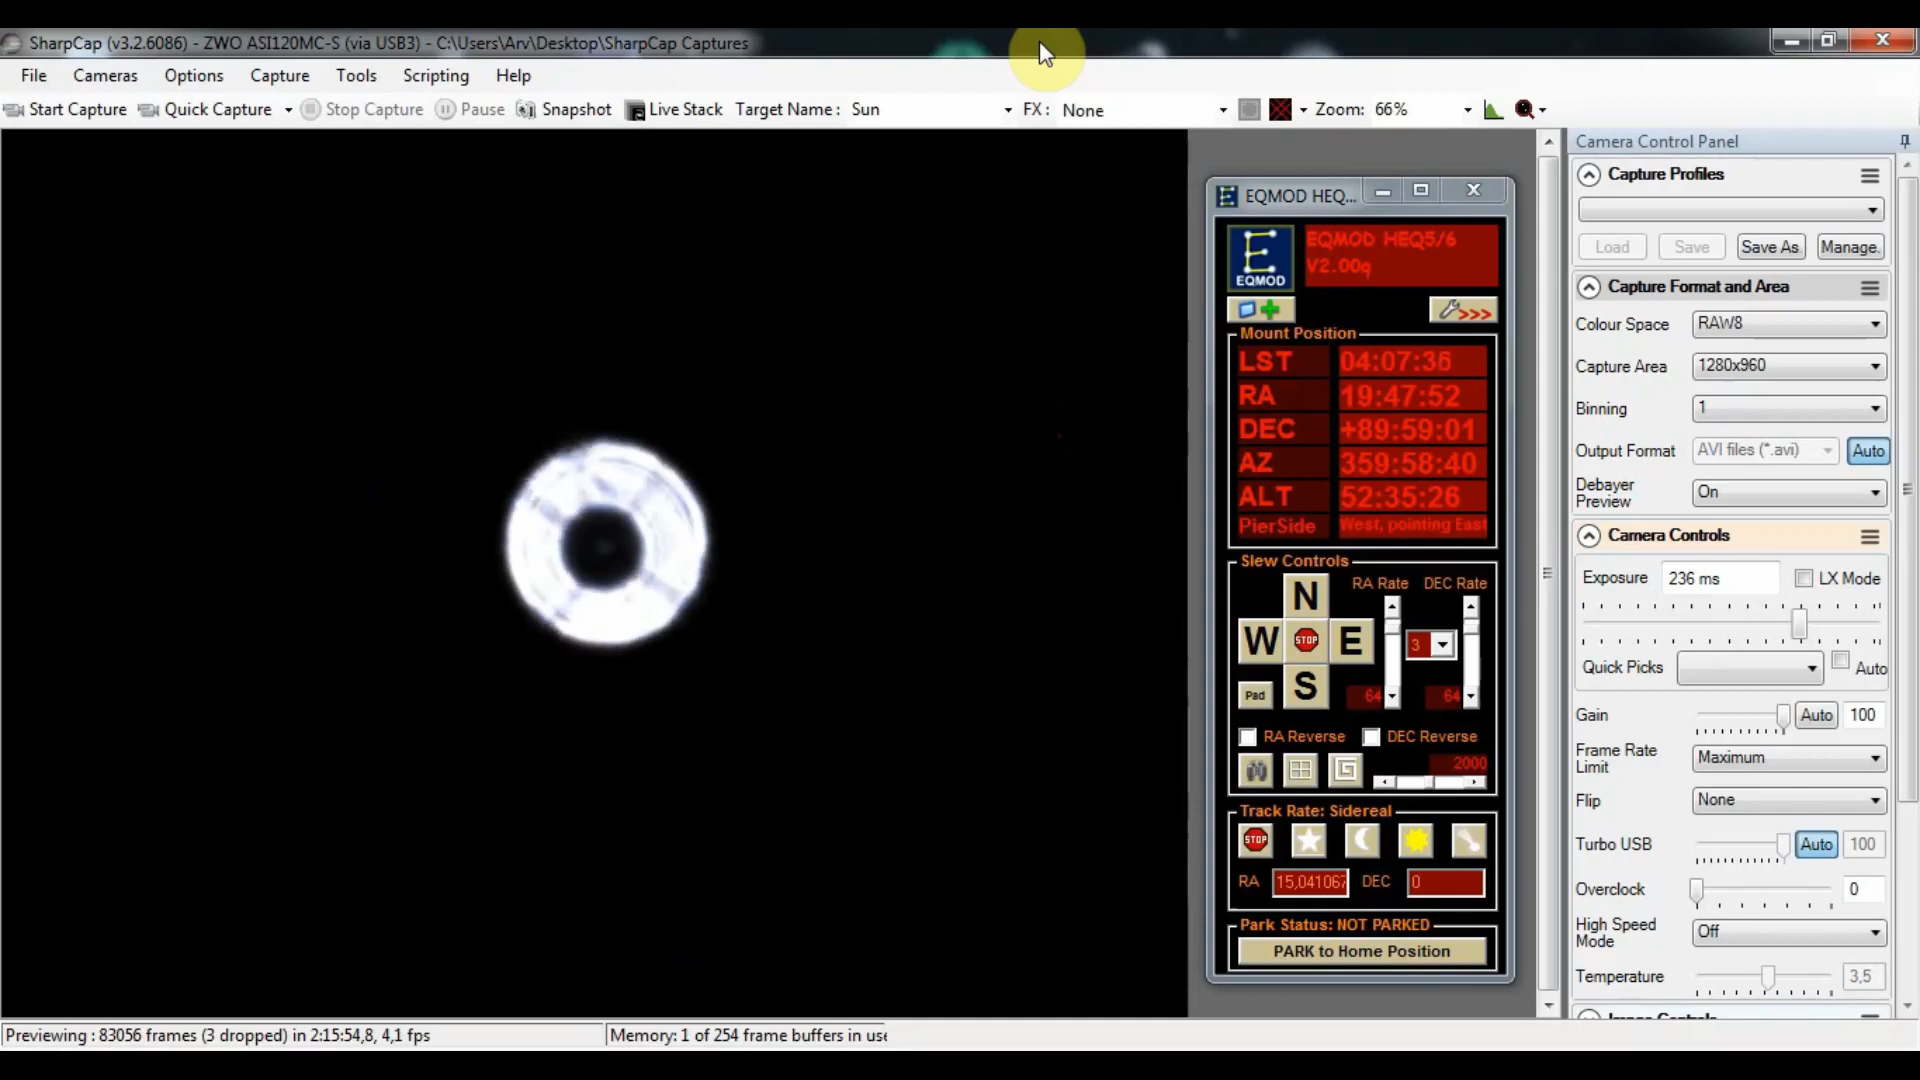 SharpCap (v3.2.6086) - ZWO ASI120MC-S (via USB3) - C:\Users\Arv\Desktop\SharpCap Captures
File Cameras Options Capture Tools Scripting Help
Start Capture Quick Capture Stop Capture Pause Snapshot Live Stack Target Name : Sun FX : None Zoom: 66%
Camera Control Panel
Capture Profiles
Load Save Save As. Manage.
Capture Format and Area
Colour Space RAW8
Capture Area 1280x960
Binning 1
Output Format AVI files (*.avi) Auto
Debayer Preview On
Camera Controls
Exposure 236 ms LX Mode
Quick Picks Auto
Gain Auto 100
Frame Rate Limit Maximum
Flip None
Turbo USB Auto 100
Overclock 0
High Speed Mode Off
Temperature 3,5
EQMOD HEQ...
EQMOD
EQMOD HEQ5/6
V2.00q
>>>
Mount Position
LST 04:07:36
RA 19:47:52
DEC +89:59:01
AZ 359:58:40
ALT 52:35:26
PierSide West, pointing East
Slew Controls
RA Rate DEC Rate
N
W STOP E 3
S
Pad 64 64
RA Reverse DEC Reverse
2000
Track Rate: Sidereal
STOP
RA 15,041067 DEC 0
Park Status: NOT PARKED
PARK to Home Position
Previewing : 83056 frames (3 dropped) in 2:15:54,8, 4,1 fps
Memory: 1 of 254 frame buffers in use